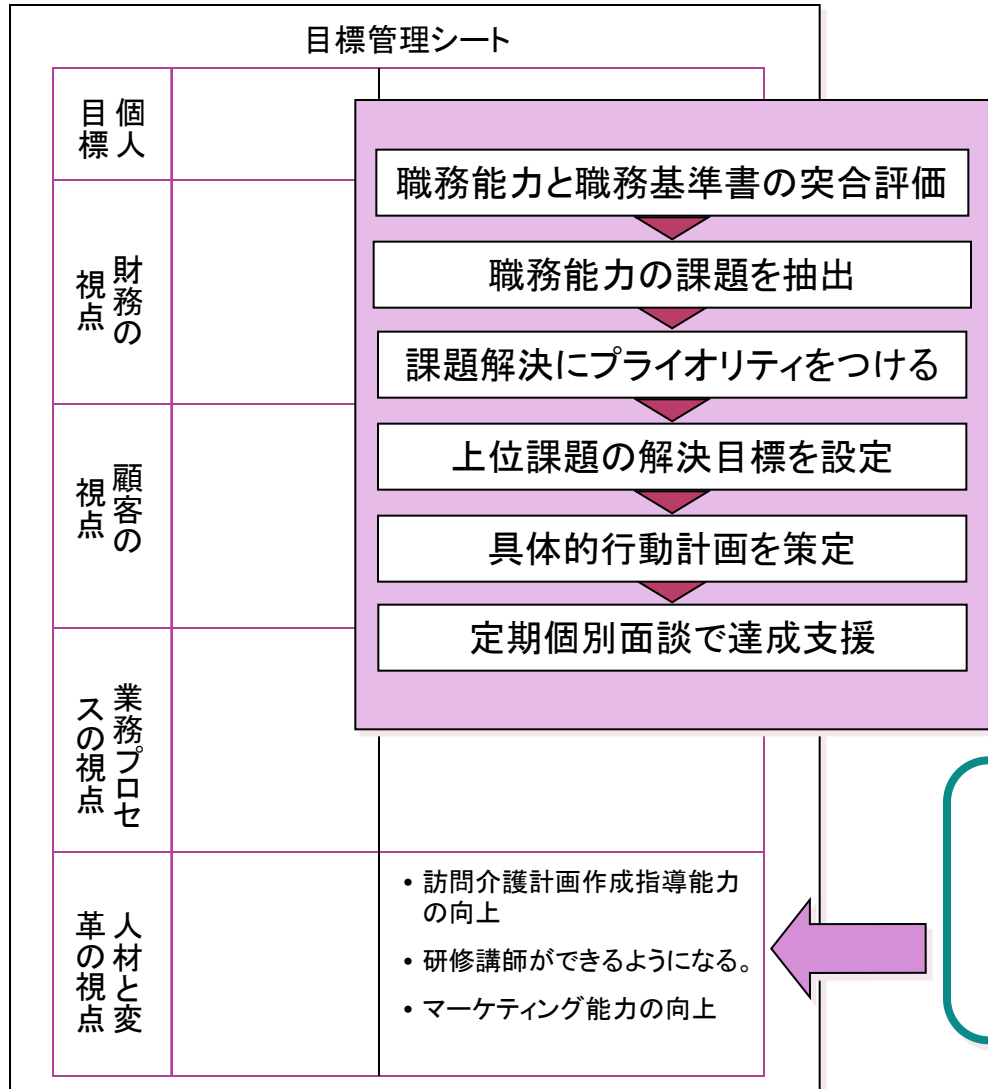 目標管理シート
個人
目標
職務能力と職務基準書の突合評価
職務能力の課題を抽出
課題解決にプライオリティをつける
上位課題の解決目標を設定
具体的行動計画を策定
定期個別面談で達成支援
財務の
視点
顧客の
視点
業務プロセ
スの視点
人材と変
革の視点
• 訪問介護計画作成指導能力
の向上
• 研修講師ができるようになる。
• マーケティング能力の向上